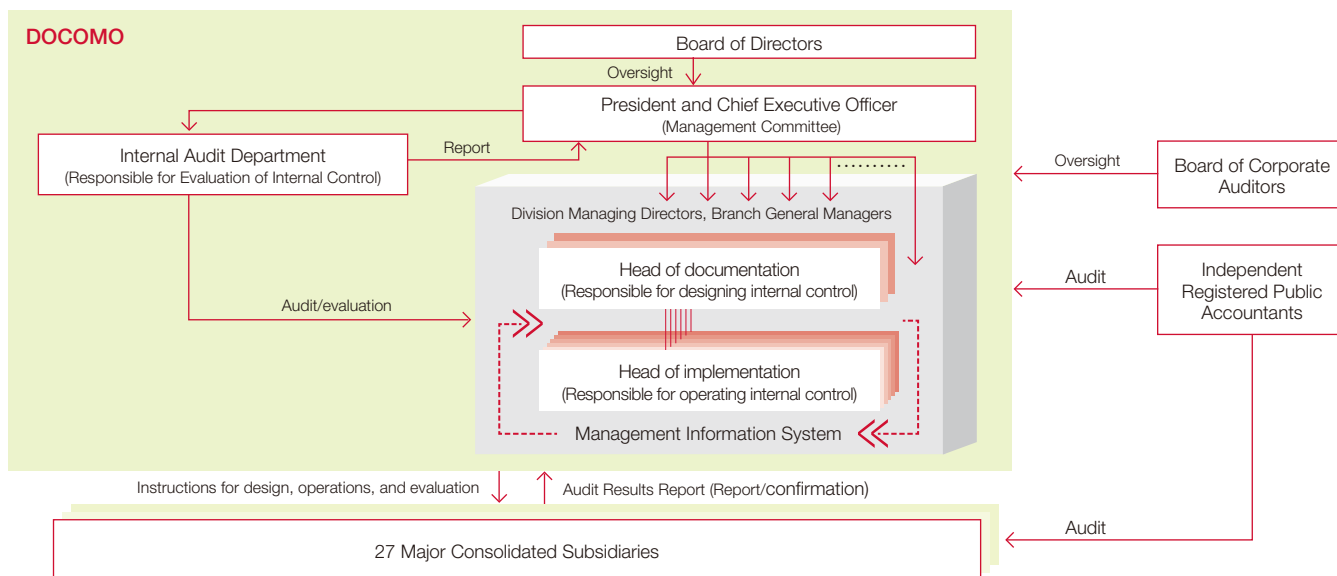 DOCOMO
Board of Directors
Oversight
President and Chief Executive Officer
(Management Committee)
Internal Audit Department
(Responsible for Evaluation of Internal Control)
Report
Oversight
Board of Corporate
Auditors
Division Managing Directors, Branch General Managers
Head of documentation
(Responsible for designing internal control)
Audit
Independent
Registered Public
Accountants
Audit/evaluation
Head of implementation
(Responsible for operating internal control)
Management Information System
Instructions for design, operations, and evaluation
Audit Results Report (Report/confirmation)
Audit
27 Major Consolidated Subsidiaries